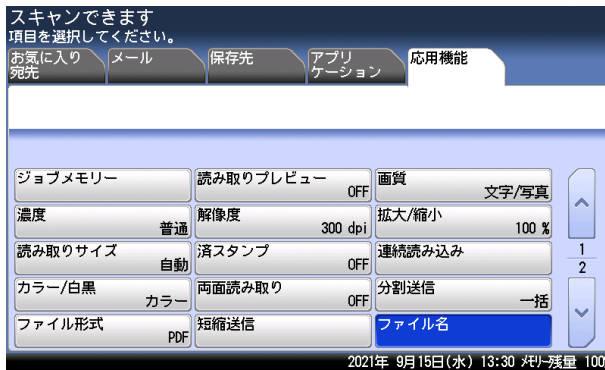 スキャンできます
項目を選択してください。
お気に入り
宛先
メール
保存先
アプリ
ケーション
応用機能
ジョブメモリー
読み取りプレビュー
OFF
画質
文字/写真
濃度
普通
解像度
300 dpi
拡大/縮小
100 %
読み取りサイズ
自動
済スタンプ
OFF
連続読み込み
1
2
カラー/白黒
カラー
両面読み取り
OFF
分割送信
一括
ファイル形式
PDF
短縮送信
ファイル名
2021年 9月15日(水) 13:30 メモリー残量 100